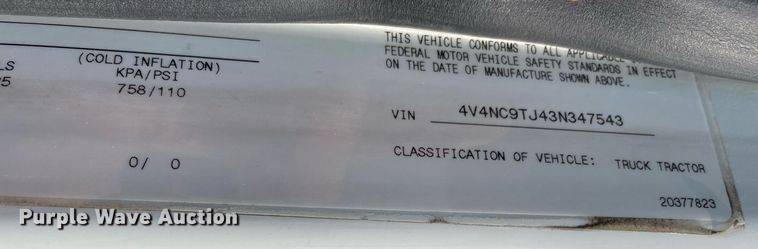 (COLD INFLATION)
KPA/PSI
758/110
0/ 0
THIS VEHICLE CONFORMS TO ALL
FEDERAL MOTOR VEHICLE SAFETY STANDARDS IN EFFECT
ON THE DATE OF MANUFACTURE SHOWN ABOVE.
VIN 4V4NC9TJ43N347543
CLASSIFICATION OF VEHICLE: TRUCK TRACTOR
20377823
Purple Wave Auction